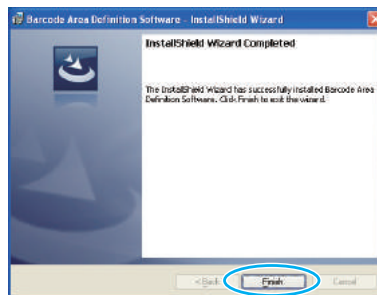 Barcode Area Definition Software - InstallShield Wizard
InstallShield Wizard Completed
The InstallShield Wizard has successfully installed Barcode Area
Definition Software. Click Finish to exit the wizard.
< Back Finish Cancel